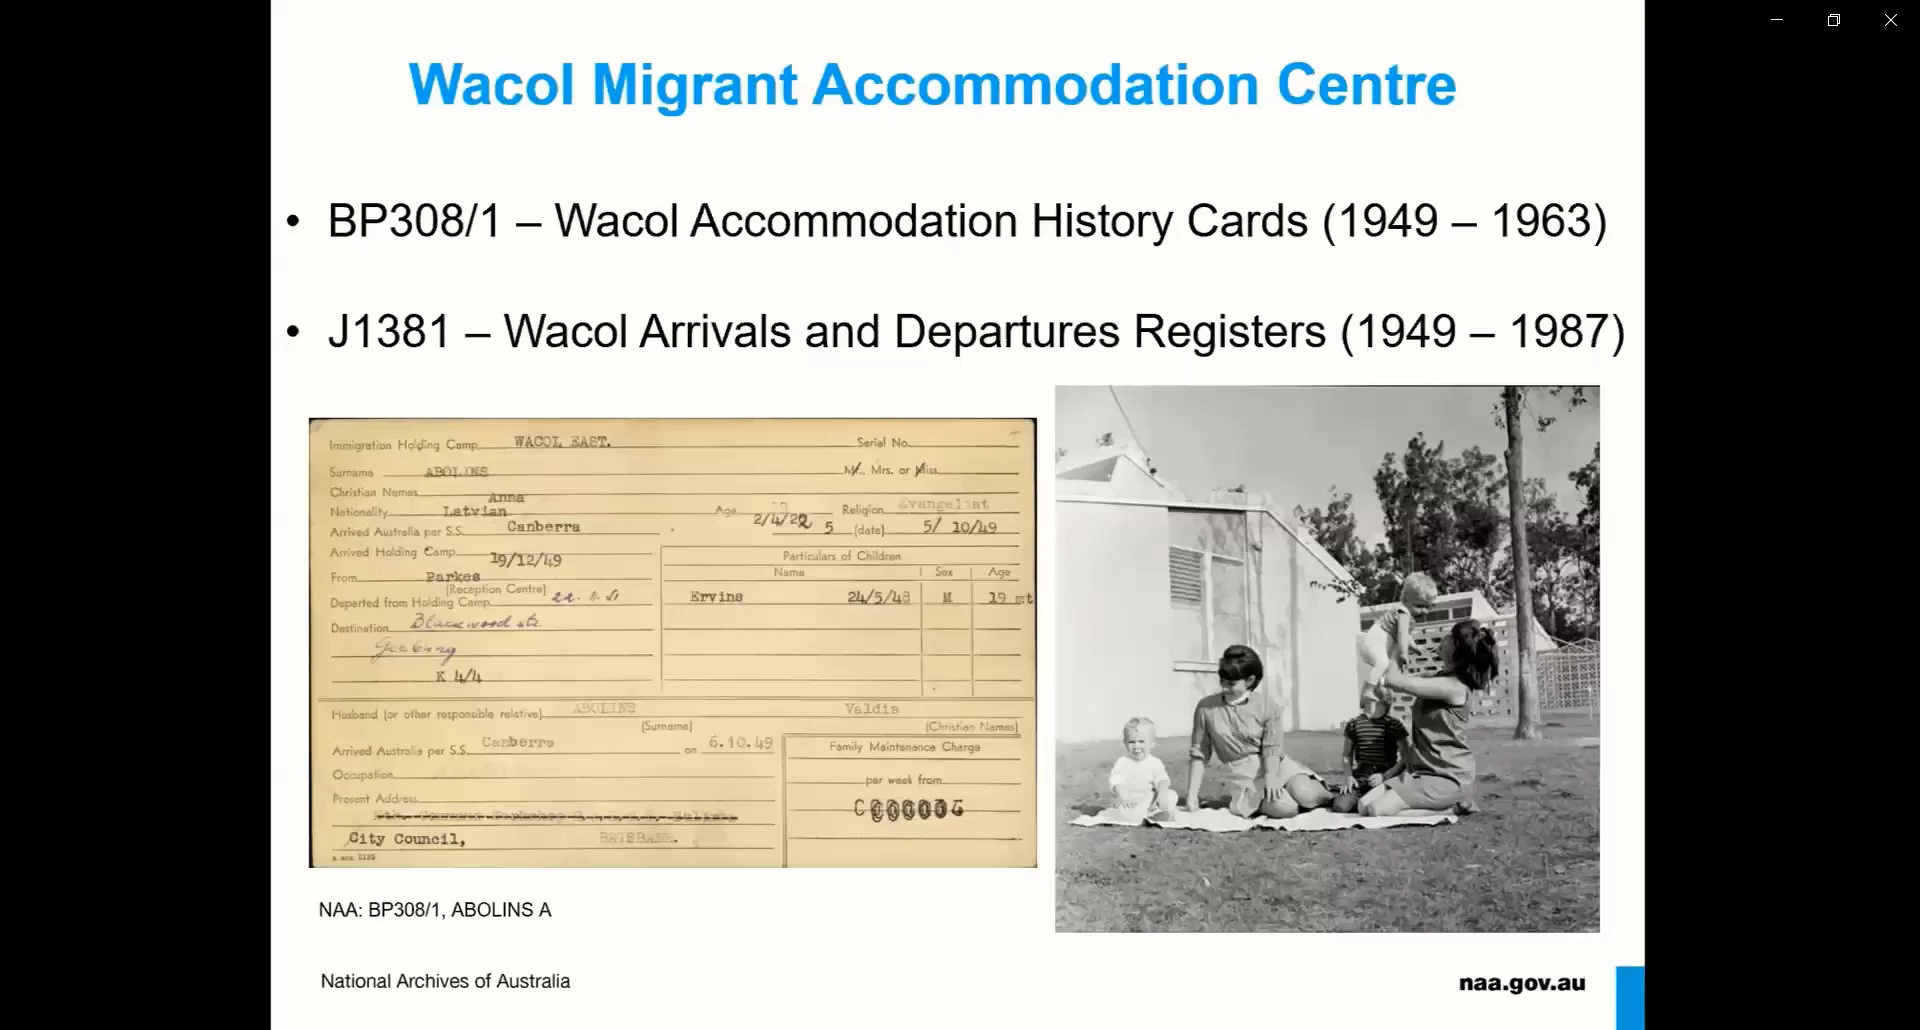 Wacol Migrant Accommodation Centre
• BP308/1 – Wacol Accommodation History Cards (1949 – 1963)
• J1381 – Wacol Arrivals and Departures Registers (1949 – 1987)
Immigration Holding Camp WACOL EAST. Serial No.
Surname ABOLINS Mr., Mrs. or Miss
Christian Names Anna
Nationality Latvian Age 2/4/22 Religion Evangelist
Arrived Australia per S.S. Canberra 5 (date) 5/ 10/49
Arrived Holding Camp 19/12/49 Particulars of Children
From Parkes Name Sex Age
(Reception Centre)
Departed from Holding Camp Ervins 24/5/48 M 19 mt
Destination Blackwood str
Geebung
K 4/4
Husband (or other responsible relative) ABOLINS Valdis
(Surname) (Christian Names)
Arrived Australia per S.S. Canberra on 6.10.49 Family Maintenance Charge
Occupation per week from
Present Address
City Council, BRISBANE.
NAA: BP308/1, ABOLINS A
National Archives of Australia
naa.gov.au